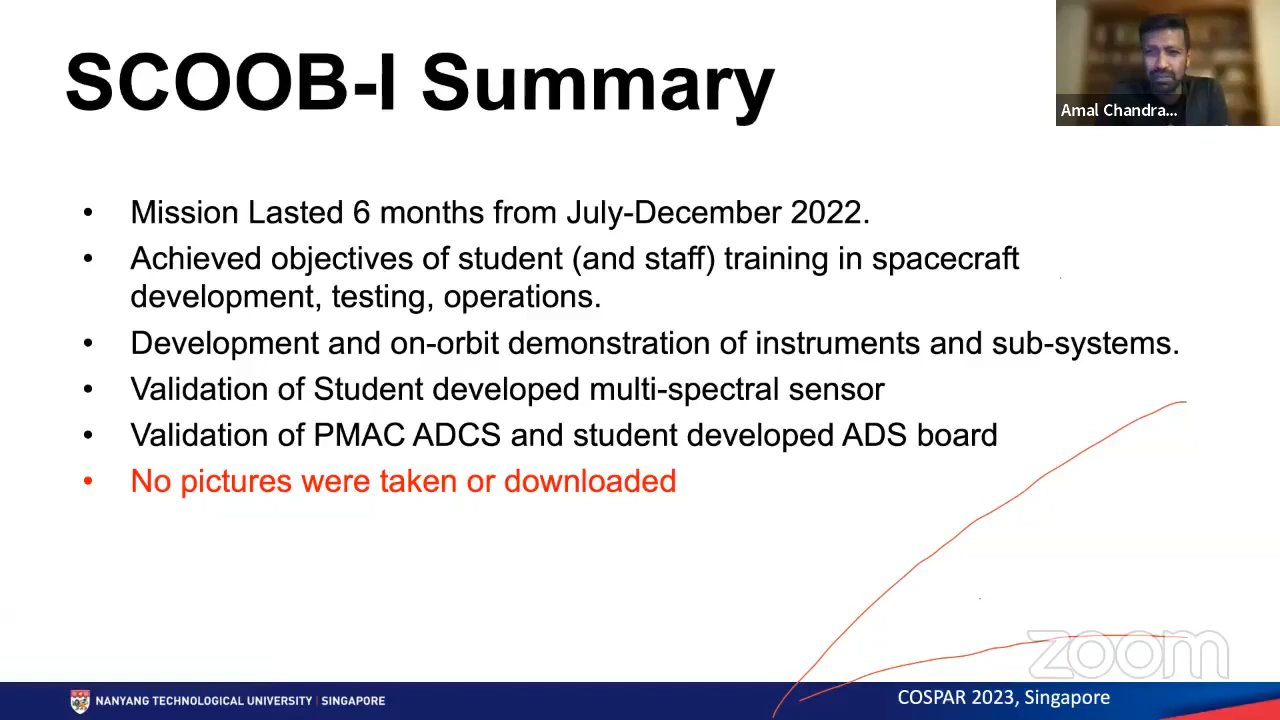 SCOOB-I Summary
Amal Chandra...
• Mission Lasted 6 months from July-December 2022.
• Achieved objectives of student (and staff) training in spacecraft
development, testing, operations.
• Development and on-orbit demonstration of instruments and sub-systems.
• Validation of Student developed multi-spectral sensor
• Validation of PMAC ADCS and student developed ADS board
• No pictures were taken or downloaded
zoom
NANYANG TECHNOLOGICAL UNIVERSITY | SINGAPORE
COSPAR 2023, Singapore